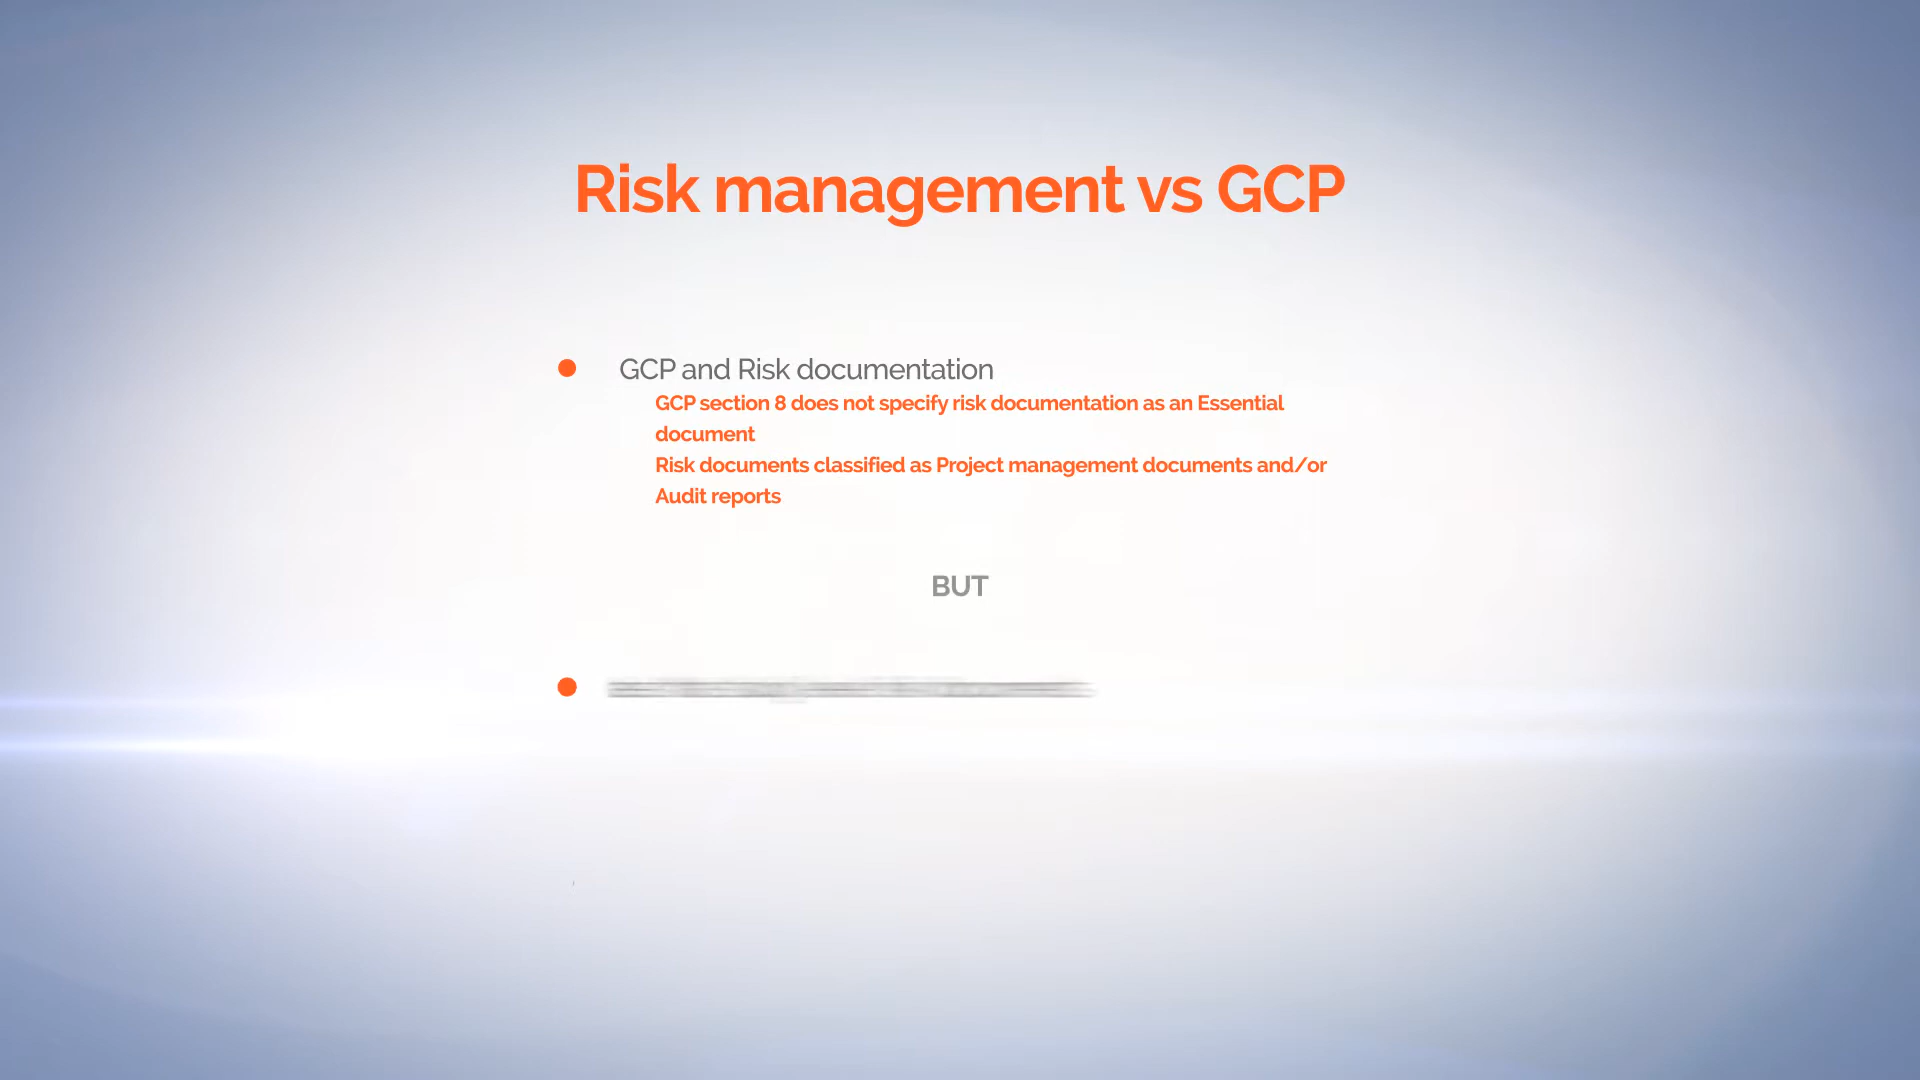 Risk management vs GCP
GCP and Risk documentation
GCP section 8 does not specify risk documentation as an Essential
document
Risk documents classified as Project management documents and/or
Audit reports
BUT